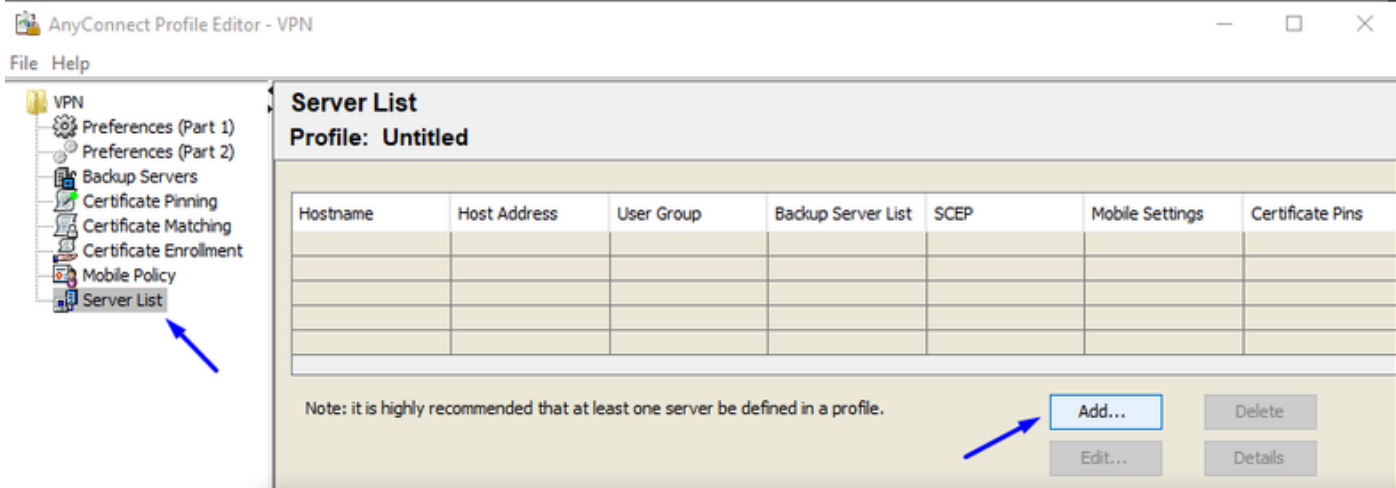 AnyConnect Profile Editor - VPN
File Help
VPN
Preferences (Part 1)
Preferences (Part 2)
Backup Servers
Certificate Pinning
Certificate Matching
Certificate Enrollment
Mobile Policy
Server List
Server List
Profile: Untitled
Hostname Host Address User Group Backup Server List SCEP Mobile Settings Certificate Pins
Note: it is highly recommended that at least one server be defined in a profile.
Add... Delete
Edit... Details